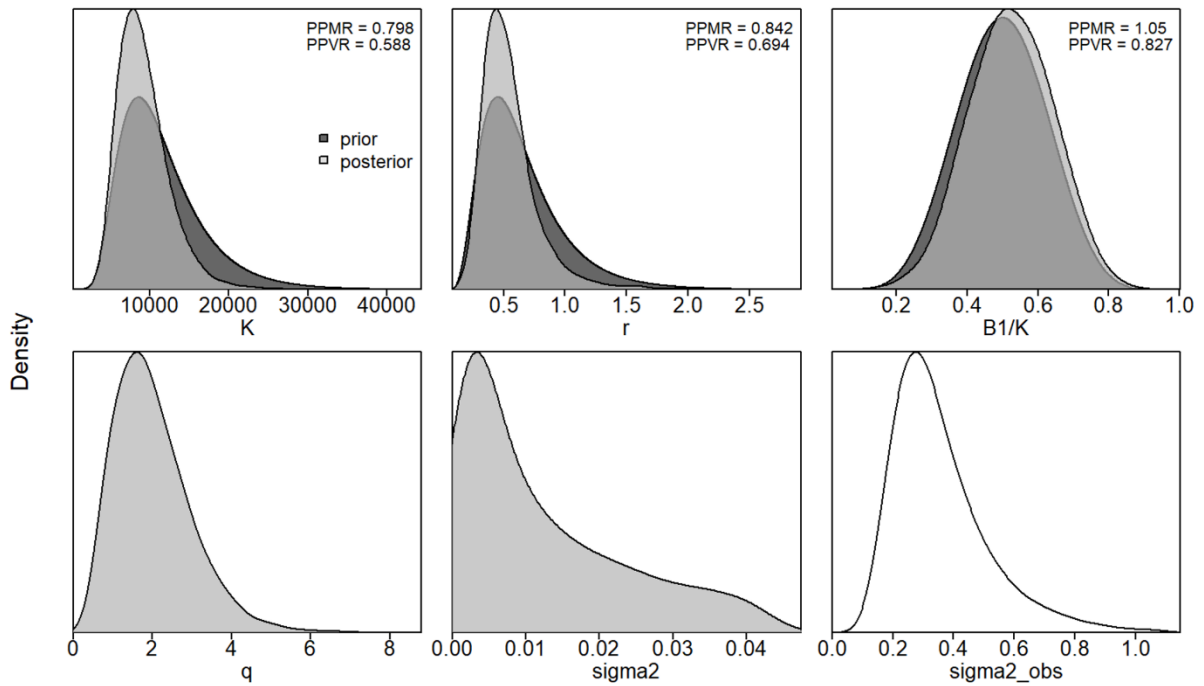 PPMR = 0.798
PPVR = 0.588
prior
posterior
10000 20000 30000 40000
K
PPMR = 0.842
PPVR = 0.694
0.5 1.0 1.5 2.0 2.5
r
PPMR = 1.05
PPVR = 0.827
0.2 0.4 0.6 0.8 1.0
B1/K
Density
0 2 4 6 8
q
0.00 0.01 0.02 0.03 0.04
sigma2
0.0 0.2 0.4 0.6 0.8 1.0
sigma2_obs